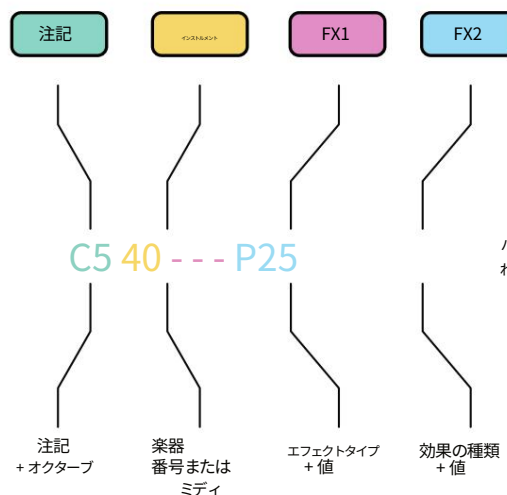 注記
インストルメント
FX1
FX2
C5 40 - - - P25
注記
+ オクターブ
楽器
番号または
ミディ
エフェクトタイプ
+ 値
効果の種類
+ 値